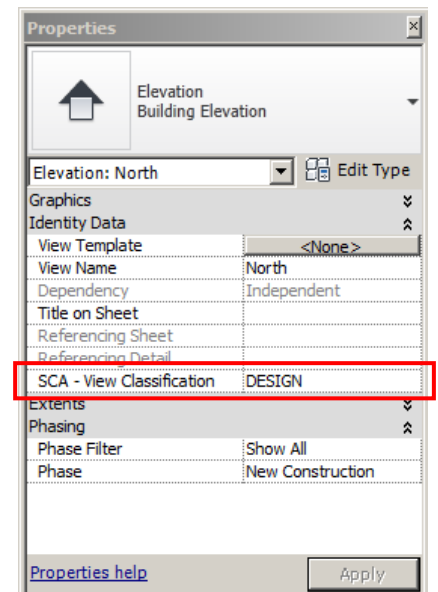 Properties
Elevation
Building Elevation
Elevation: North Edit Type
Graphics
Identity Data
View Template <None>
View Name North
Dependency Independent
Title on Sheet
Referencing Sheet
Referencing Detail
SCA - View Classification DESIGN
Extents
Phasing
Phase Filter Show All
Phase New Construction
Properties help Apply